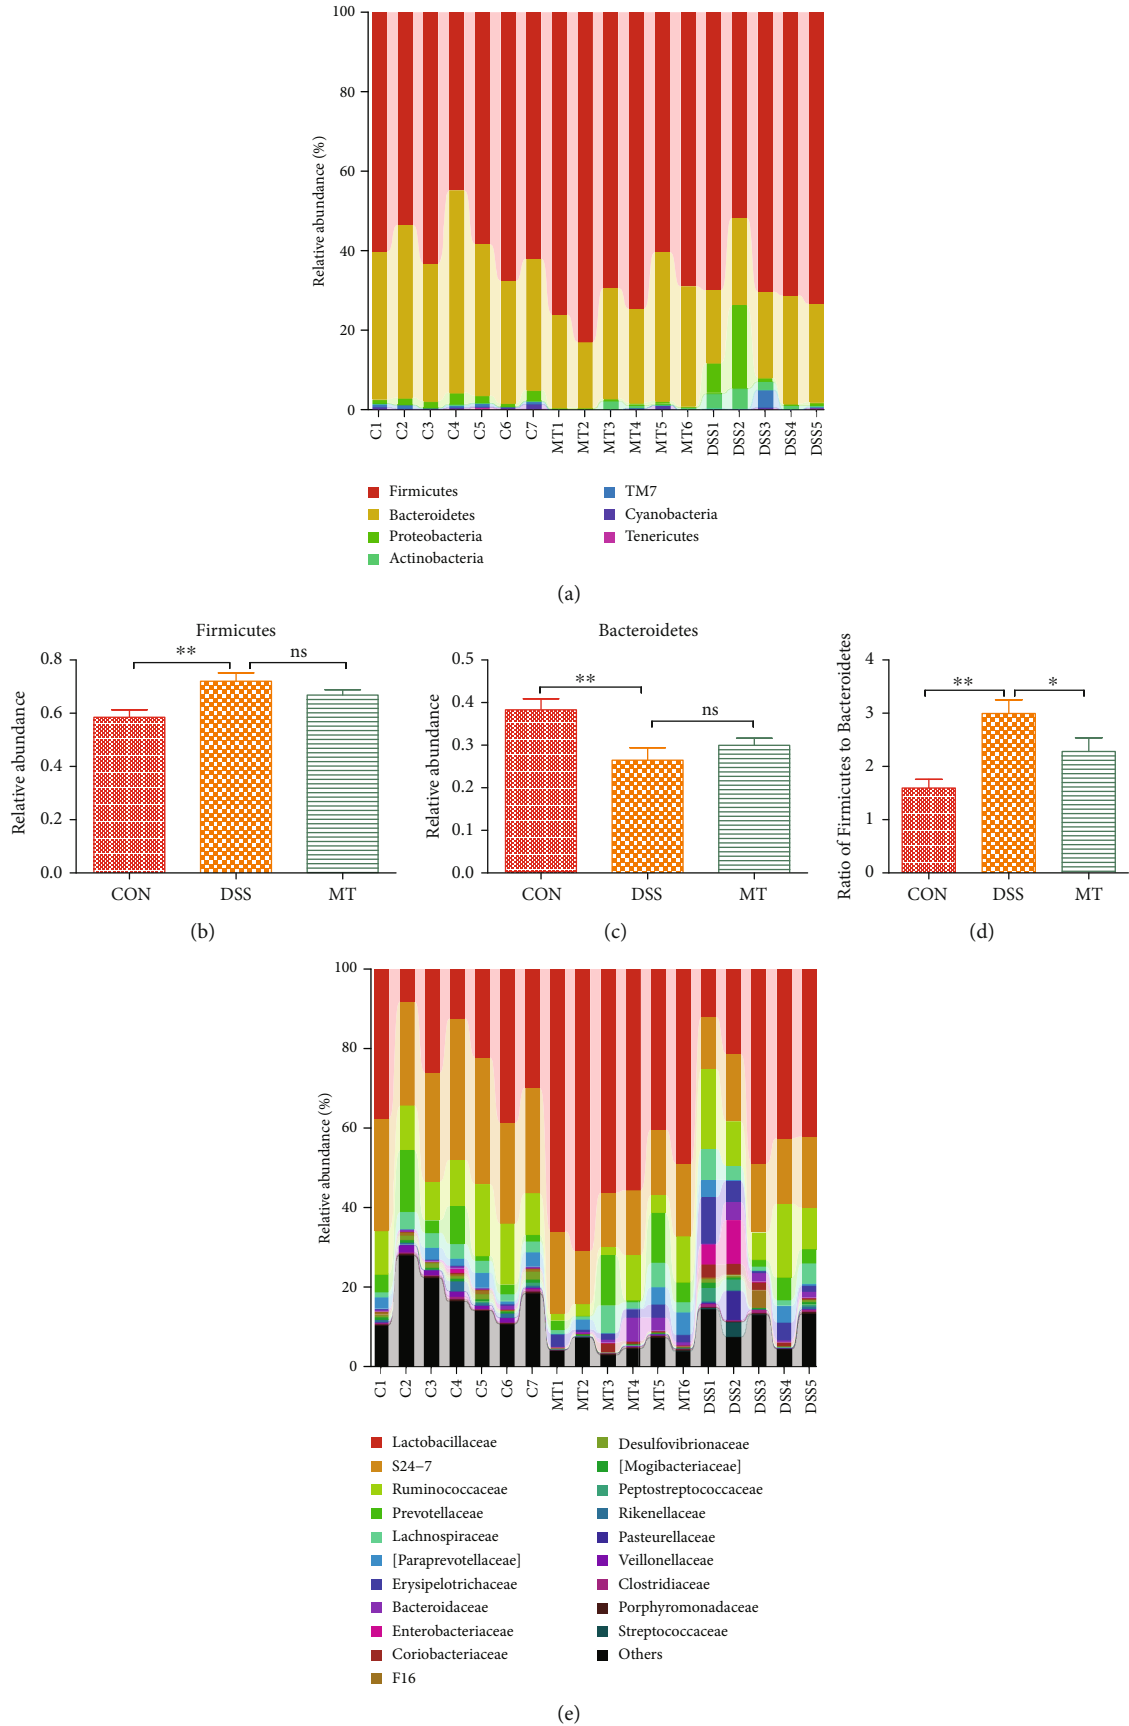 100
80
60
40
20
0
Relative abundance (%)
C1 C2 C3 C4 C5 C6 C7 MT1 MT2 MT3 MT4 MT5 MT6 DSS1 DSS2 DSS3 DSS4 DSS5
Firmicutes
Bacteroidetes
Proteobacteria
Actinobacteria
TM7
Cyanobacteria
Tenericutes
(a)
Firmicutes
0.8
0.6
0.4
0.2
0.0
Relative abundance
** ns
CON DSS MT
(b)
Bacteroidetes
0.5
0.4
0.3
0.2
0.1
0.0
Relative abundance
** ns
CON DSS MT
(c)
4
3
2
1
0
Ratio of Firmicutes to Bacteroidetes
** *
CON DSS MT
(d)
100
80
60
40
20
0
Relative abundance (%)
C1 C2 C3 C4 C5 C6 C7 MT1 MT2 MT3 MT4 MT5 MT6 DSS1 DSS2 DSS3 DSS4 DSS5
Lactobacillaceae
S24−7
Ruminococcaceae
Prevotellaceae
Lachnospiraceae
[Paraprevotellaceae]
Erysipelotrichaceae
Bacteroidaceae
Enterobacteriaceae
Coriobacteriaceae
F16
Desulfovibrionaceae
[Mogibacteriaceae]
Peptostreptococcaceae
Rikenellaceae
Pasteurellaceae
Veillonellaceae
Clostridiaceae
Porphyromonadaceae
Streptococcaceae
Others
(e)